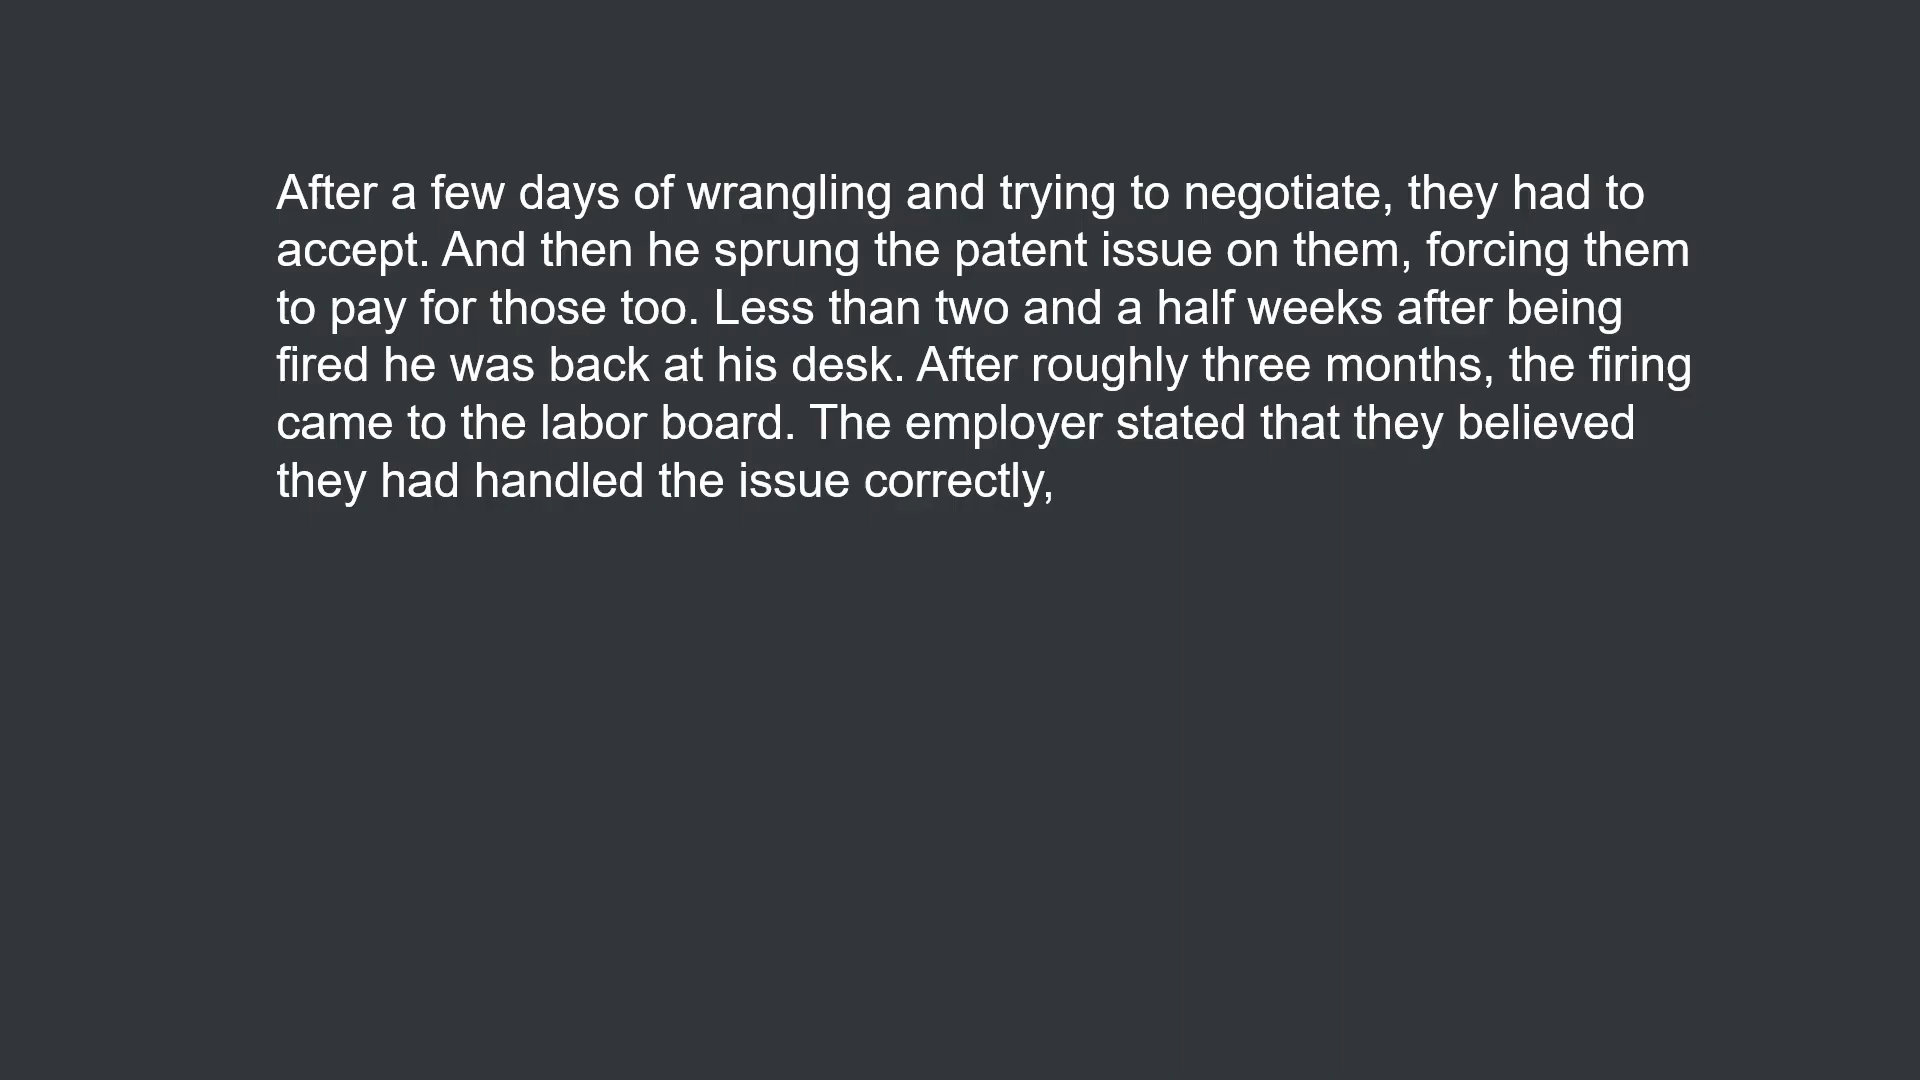 After a few days of wrangling and trying to negotiate, they had to
accept. And then he sprung the patent issue on them, forcing them
to pay for those too. Less than two and a half weeks after being
fired he was back at his desk. After roughly three months, the firing
came to the labor board. The employer stated that they believed
they had handled the issue correctly,